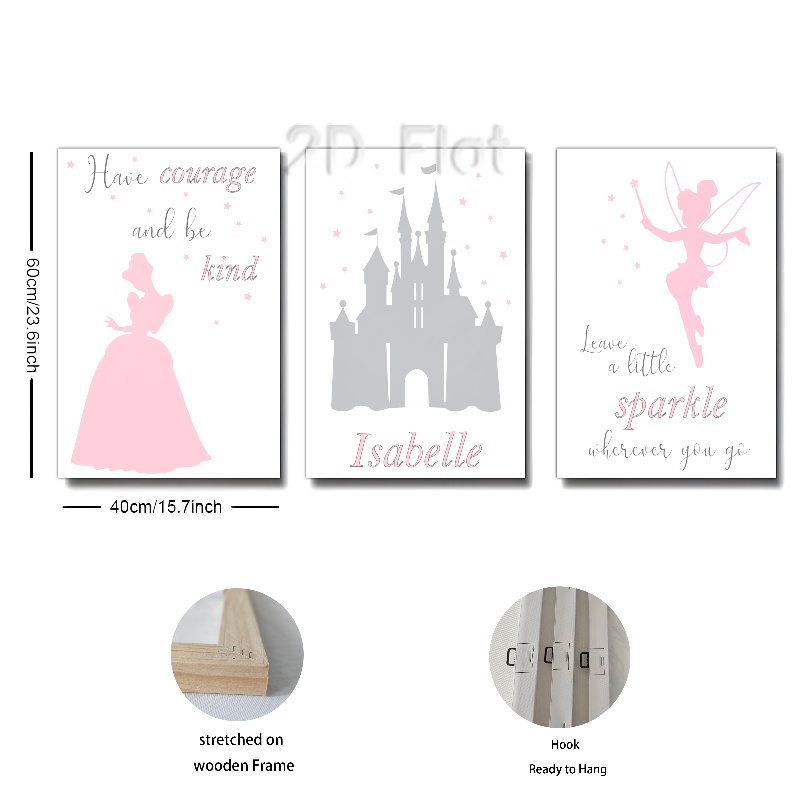 2D Flat
Have courage
and be
kind
Isabelle
Leave
a little
sparkle
wherever you go
60cm/23.6inch
40cm/15.7inch
stretched on
wooden Frame
Hook
Ready to Hang